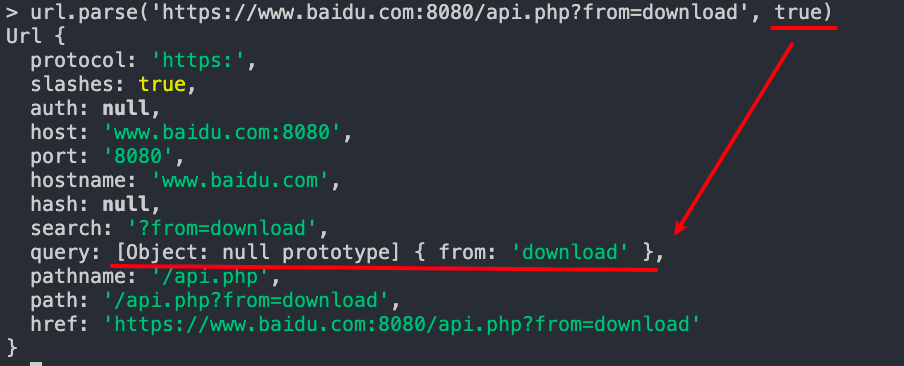 > url.parse('https://www.baidu.com:8080/api.php?from=download', true)
Url {
  protocol: 'https:',
  slashes: true,
  auth: null,
  host: 'www.baidu.com:8080',
  port: '8080',
  hostname: 'www.baidu.com',
  hash: null,
  search: '?from=download',
  query: [Object: null prototype] { from: 'download' },
  pathname: '/api.php',
  path: '/api.php?from=download',
  href: 'https://www.baidu.com:8080/api.php?from=download'
}